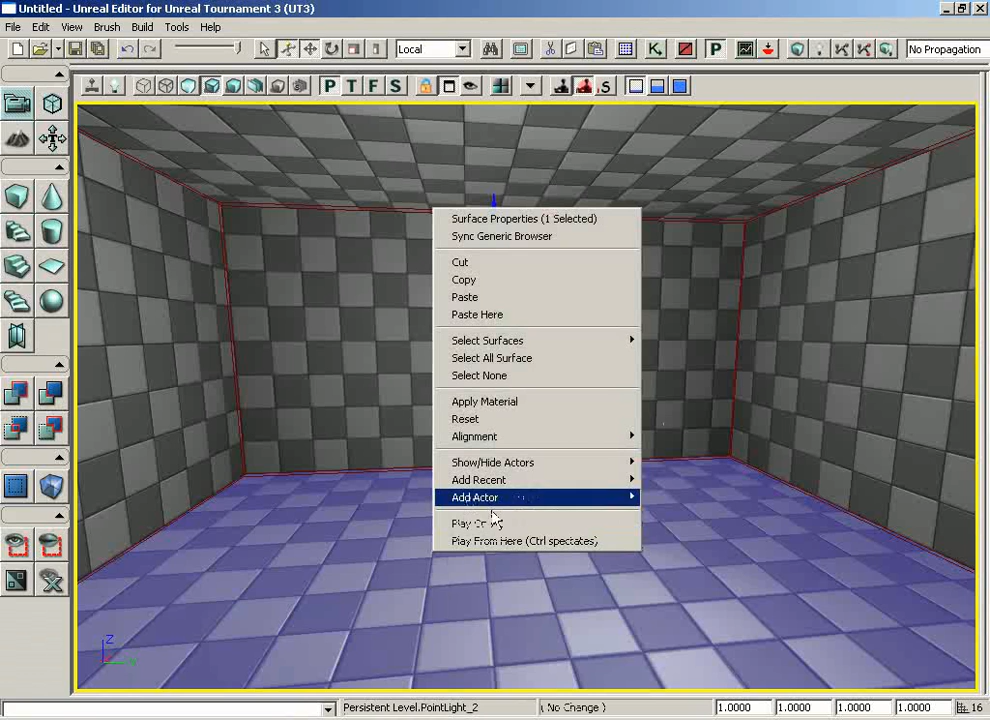 Untitled - Unreal Editor for Unreal Tournament 3 (UT3)
File Edit View Brush Build Tools Help
Local
P
No Propagation
P T F S
S
Surface Properties (1 Selected)
Sync Generic Browser
Cut
Copy
Paste
Paste Here
Select Surfaces
Select All Surface
Select None
Apply Material
Reset
Alignment
Show/Hide Actors
Add Recent
Add Actor
Play
Play From Here (Ctrl spectates)
Z
Persistent Level.PointLight_2
( No Change )
1.0000 1.0000 1.0000 1.0000 16